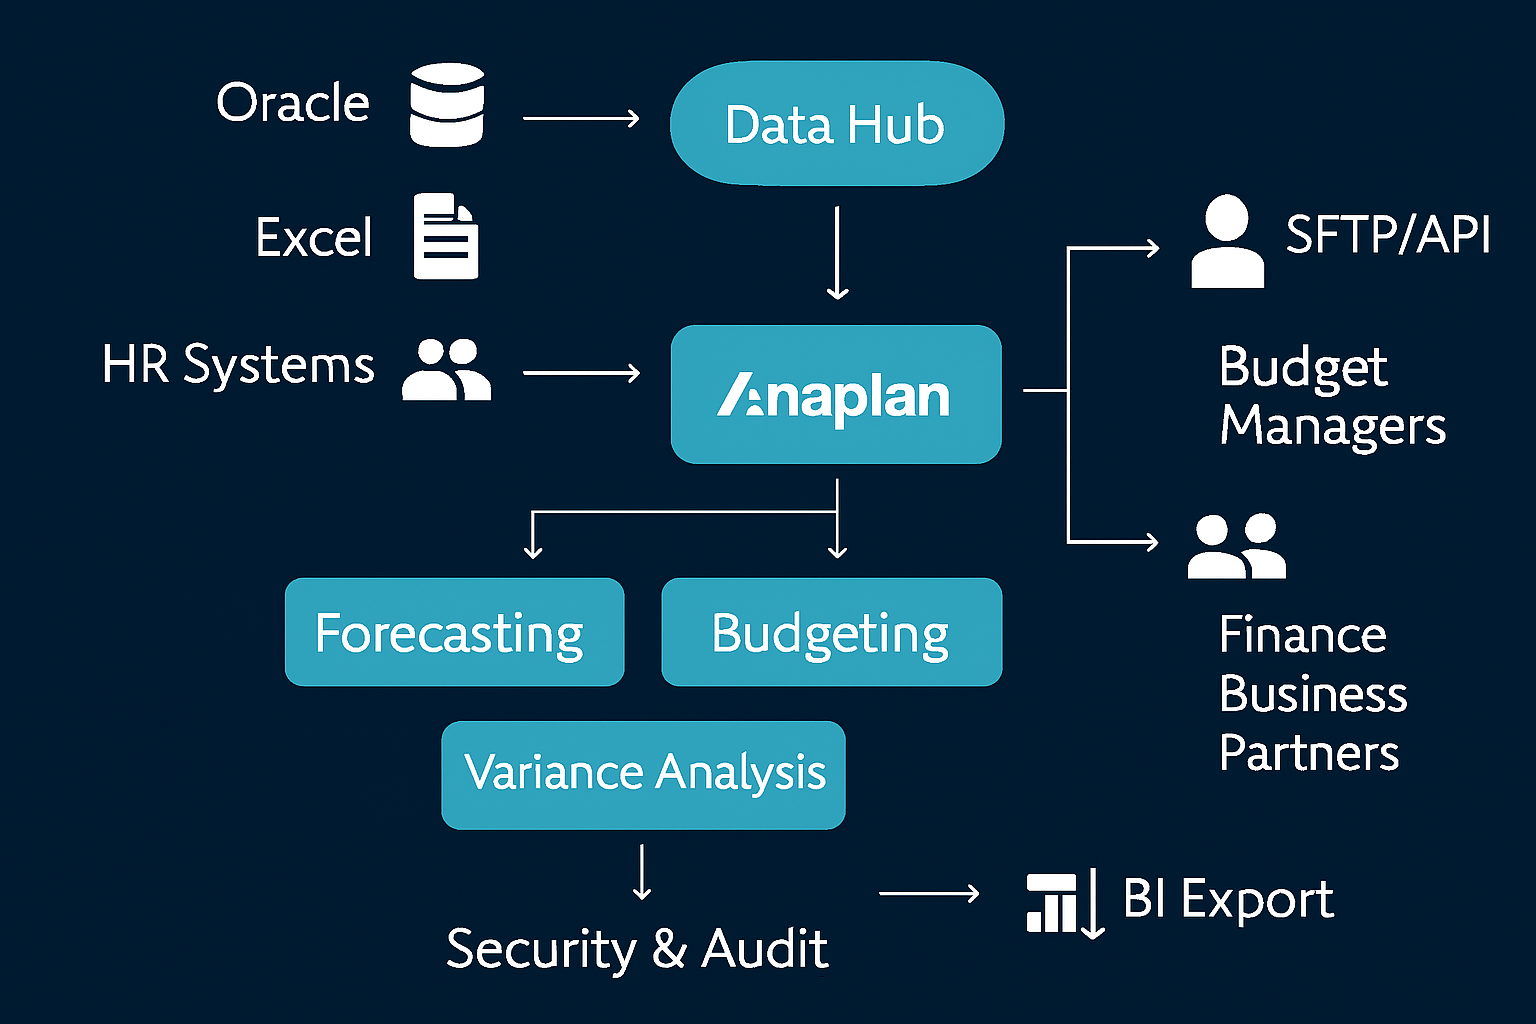 Oracle
Data Hub
Excel
SFTP/API
HR Systems
Anaplan
Budget
Managers
Forecasting
Budgeting
Finance
Business
Partners
Variance Analysis
BI Export
Security & Audit